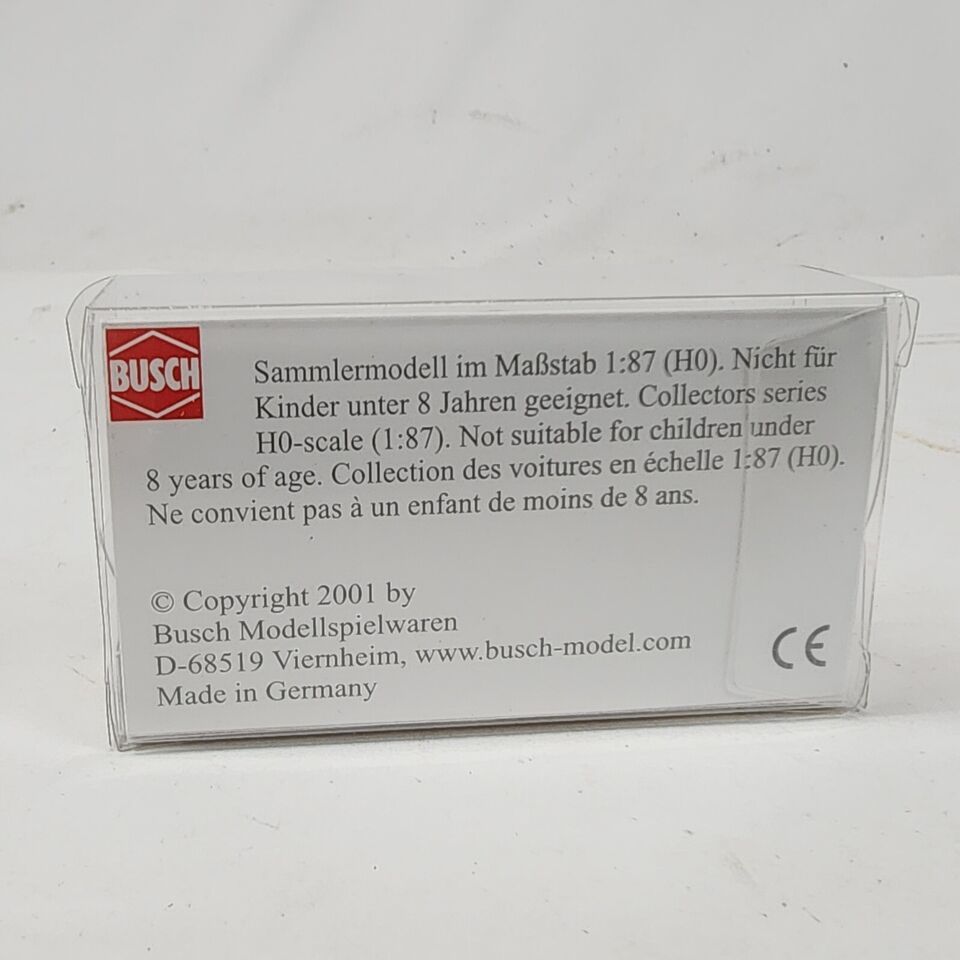 BUSCH
Sammlermodell im Maßstab 1:87 (H0). Nicht für
Kinder unter 8 Jahren geeignet. Collectors series
H0-scale (1:87). Not suitable for children under
8 years of age. Collection des voitures en échelle 1:87 (H0).
Ne convient pas à un enfant de moins de 8 ans.
© Copyright 2001 by
Busch Modellspielwaren
D-68519 Viernheim, www.busch-model.com
Made in Germany
CE